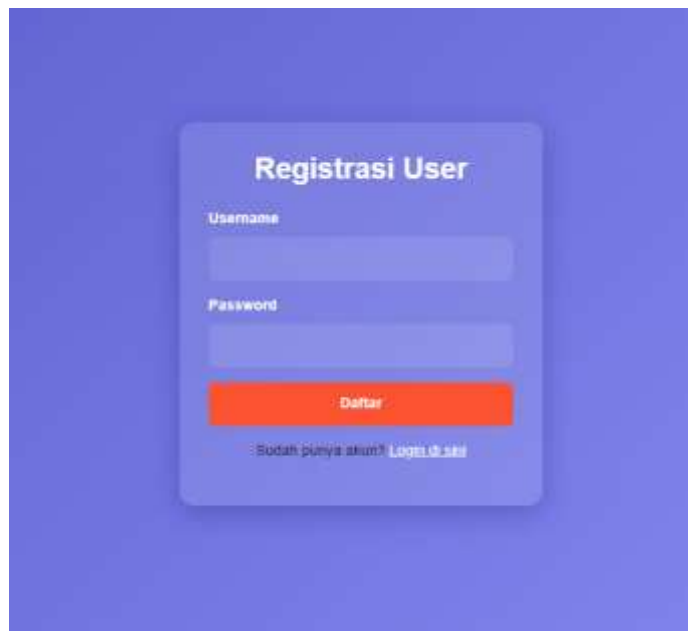 Registrasi User
Username
Password
Daftar
Sudah punya akun? Login di sini